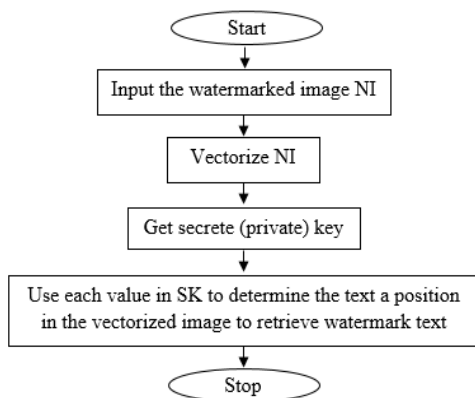 Start
Input the watermarked image NI
Vectorize NI
Get secrete (private) key
Use each value in SK to determine the text a position
in the vectorized image to retrieve watermark text
Stop